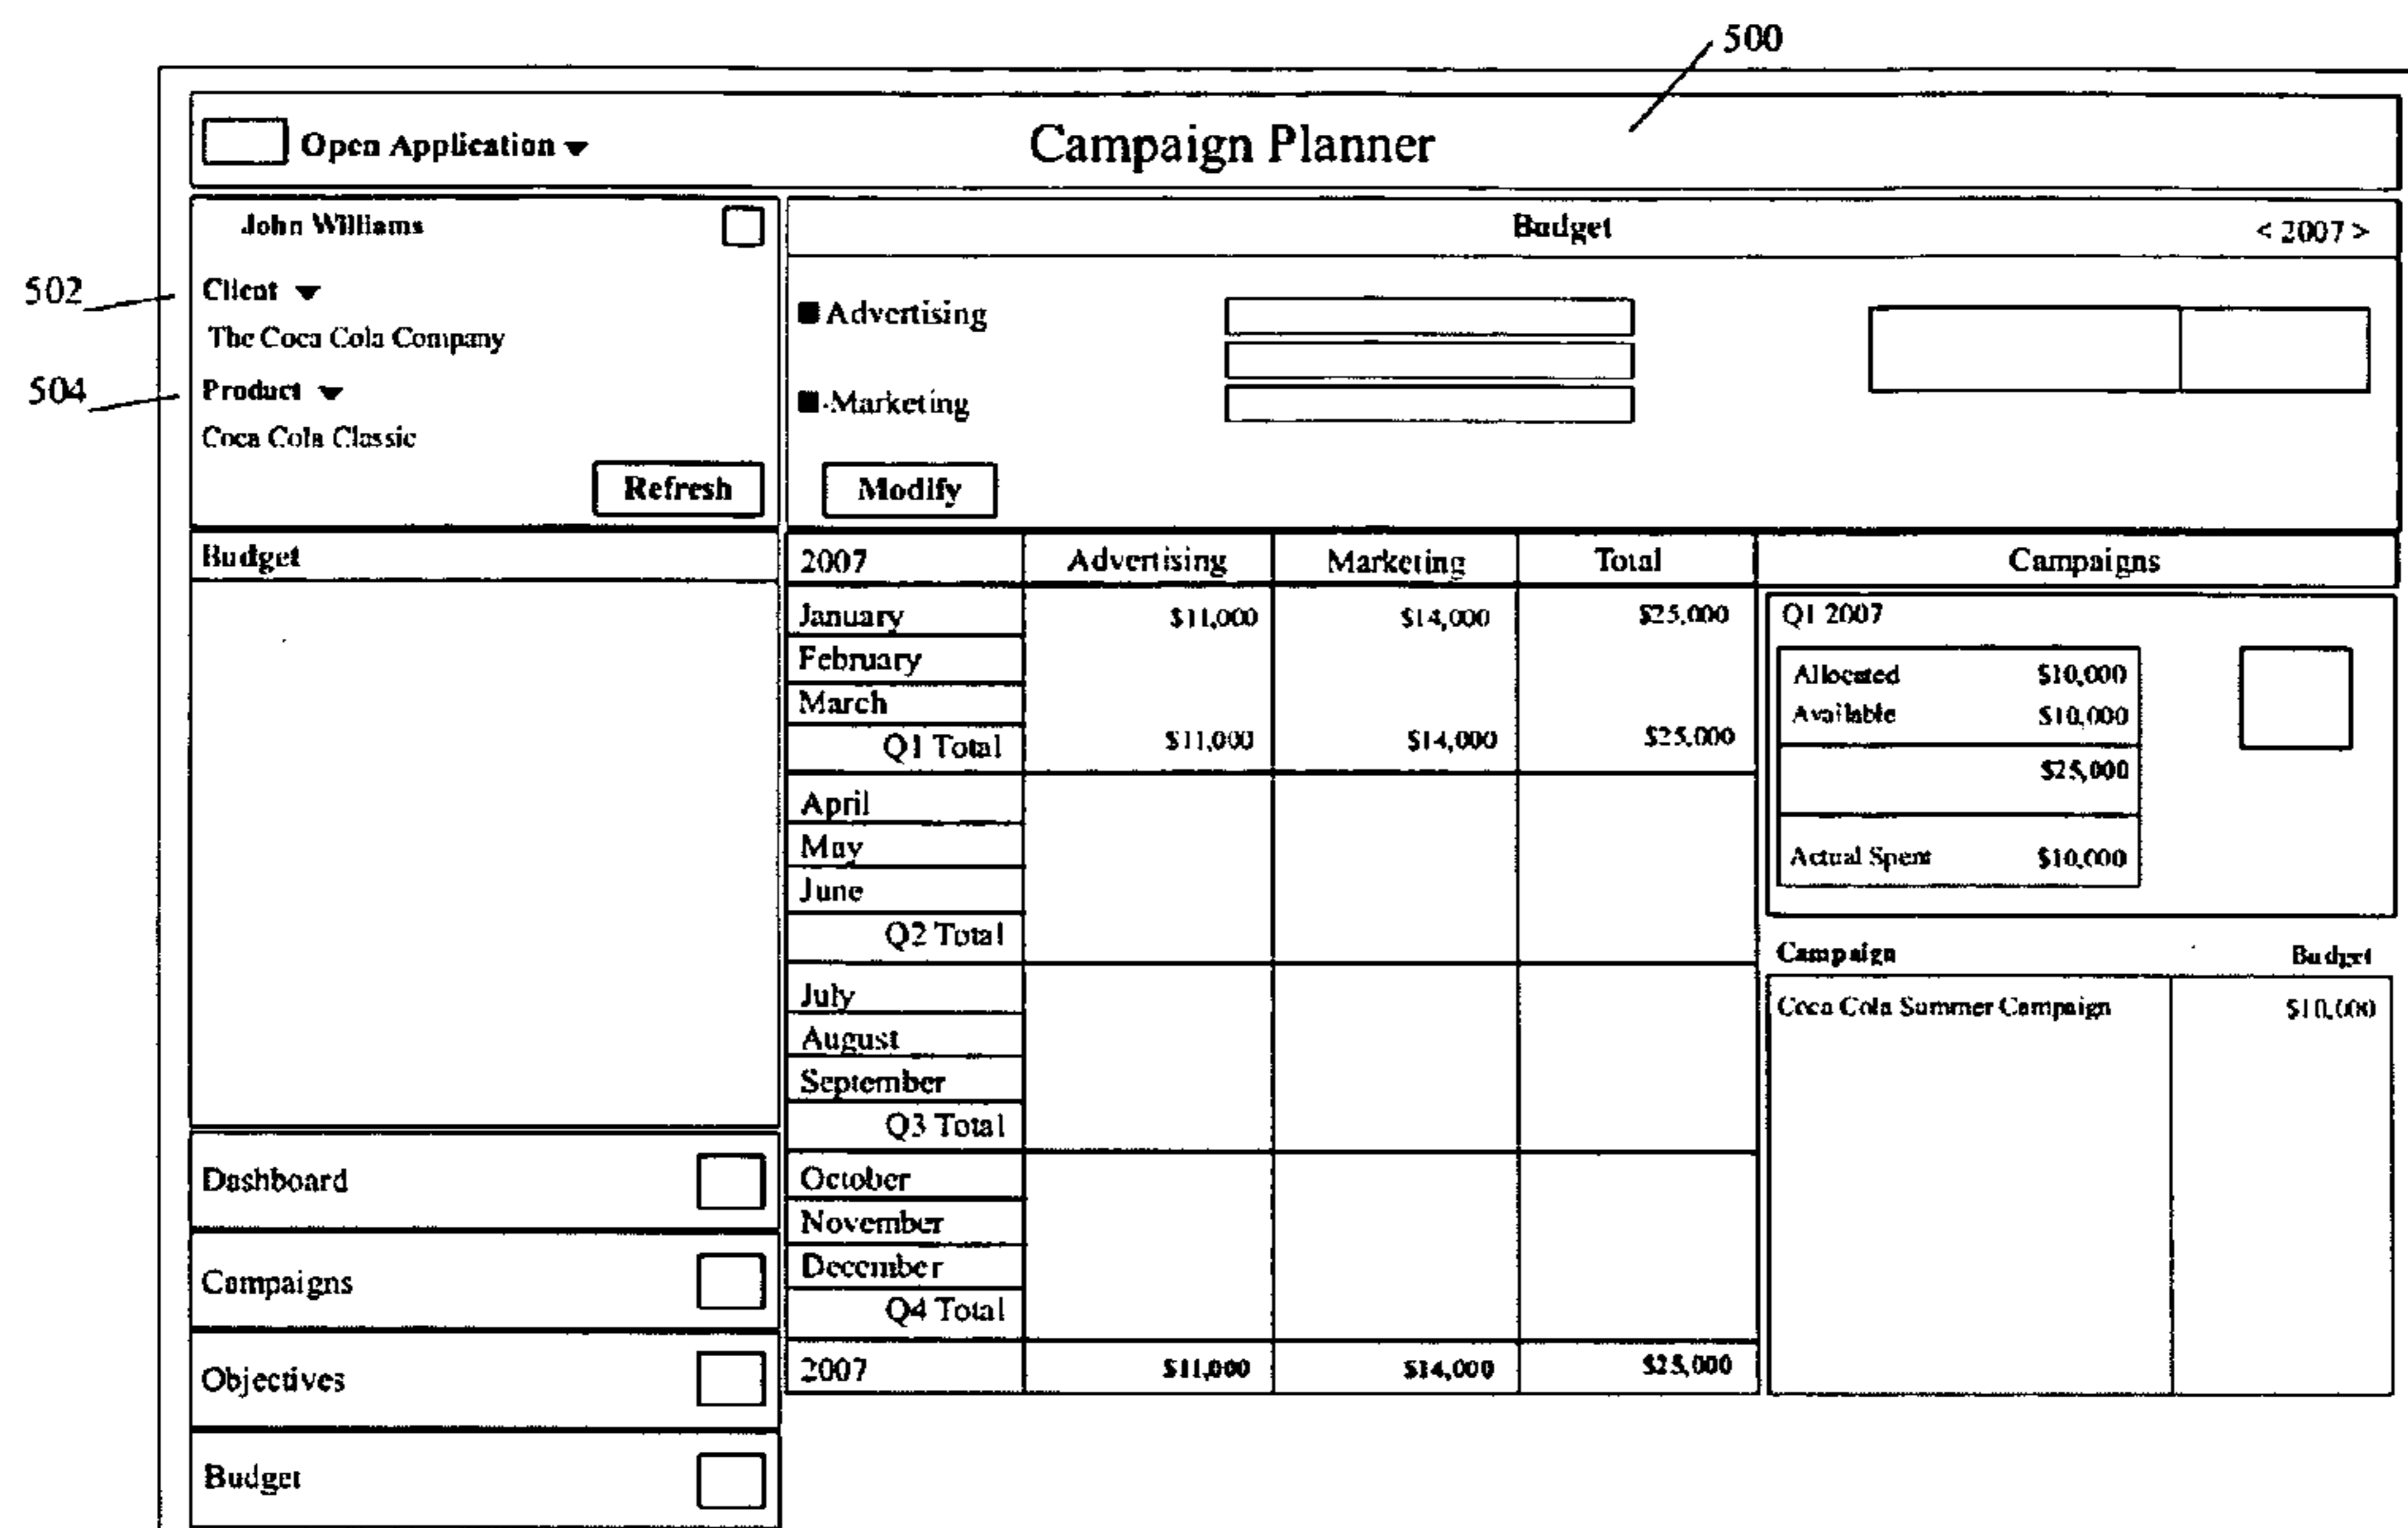 500
Open Application
Campaign Planner
John Williams
502
Client
The Coca Cola Company
504
Product
Coca Cola Classic
Refresh
Budget < 2007 >
Advertising
Marketing
Modify
Budget
2007 Advertising Marketing Total Campaigns
January $11,000 $14,000 $25,000
February
March
Q1 Total $11,000 $14,000 $25,000
April
May
June
Q2 Total
July
August
September
Q3 Total
October
November
December
Q4 Total
2007 $11,000 $14,000 $25,000
Q1 2007
Allocated $10,000
Available $10,000
$25,000
Actual Spent $10,000
Campaign Budget
Coca Cola Summer Campaign $10,000
Dashboard
Campaigns
Objectives
Budget